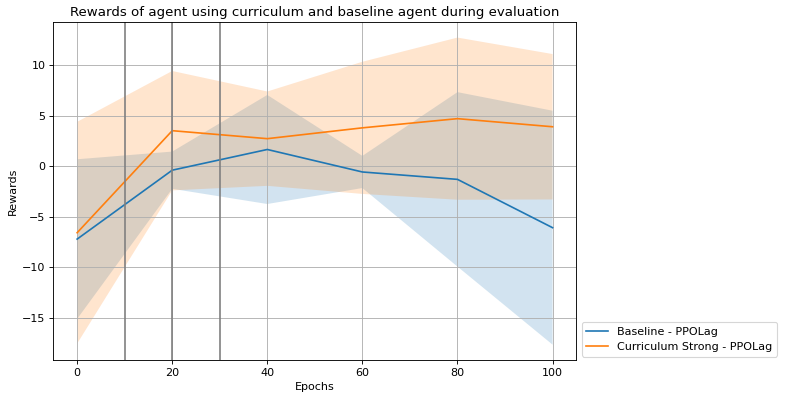 Rewards of agent using curriculum and baseline agent during evaluation
10
5
0
−5
−10
−15
Rewards
0 20 40 60 80 100
Epochs
Baseline - PPOLag
Curriculum Strong - PPOLag